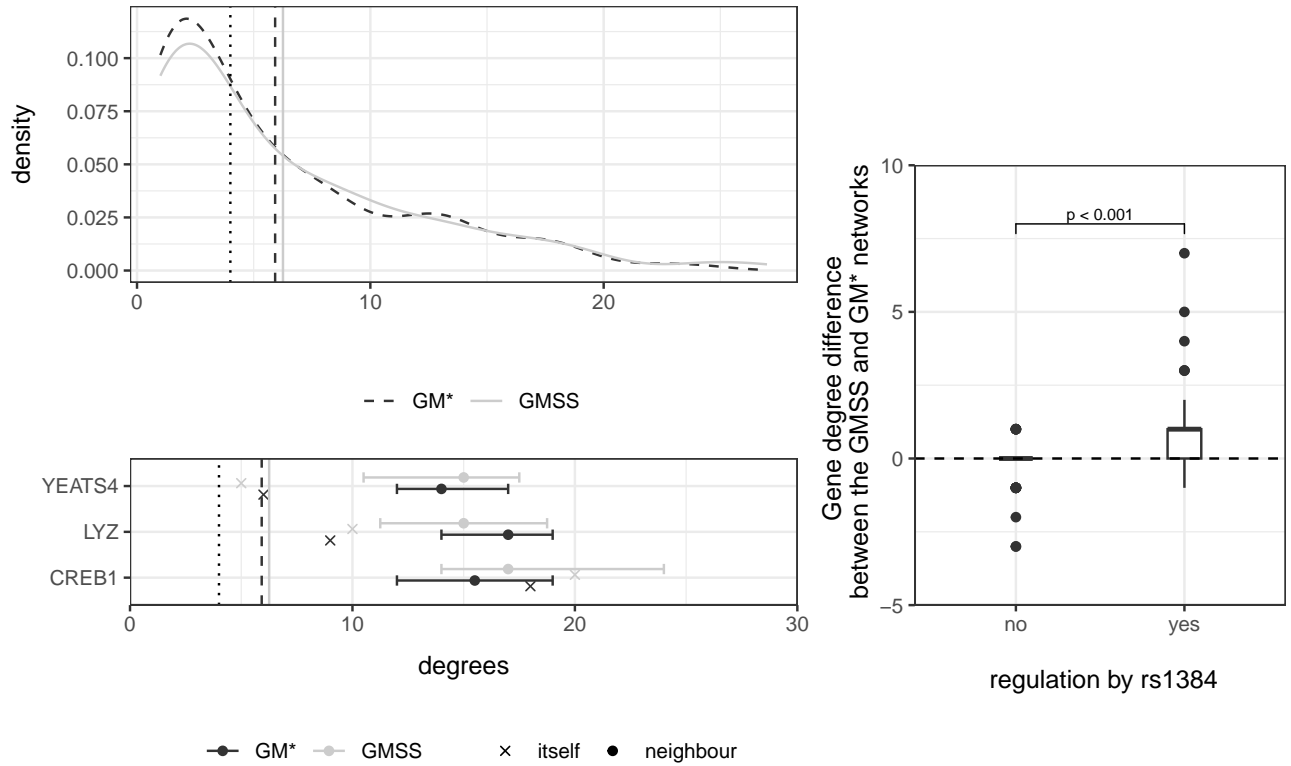 density
0.100
0.075
0.050
0.025
0.000
0 10 20
GM* GMSS
YEATS4
LYZ
CREB1
0 10 20 30
degrees
GM* GMSS itself neighbour
Gene degree difference
between the GMSS and GM* networks
10
5
0
−5
p < 0.001
no yes
regulation by rs1384